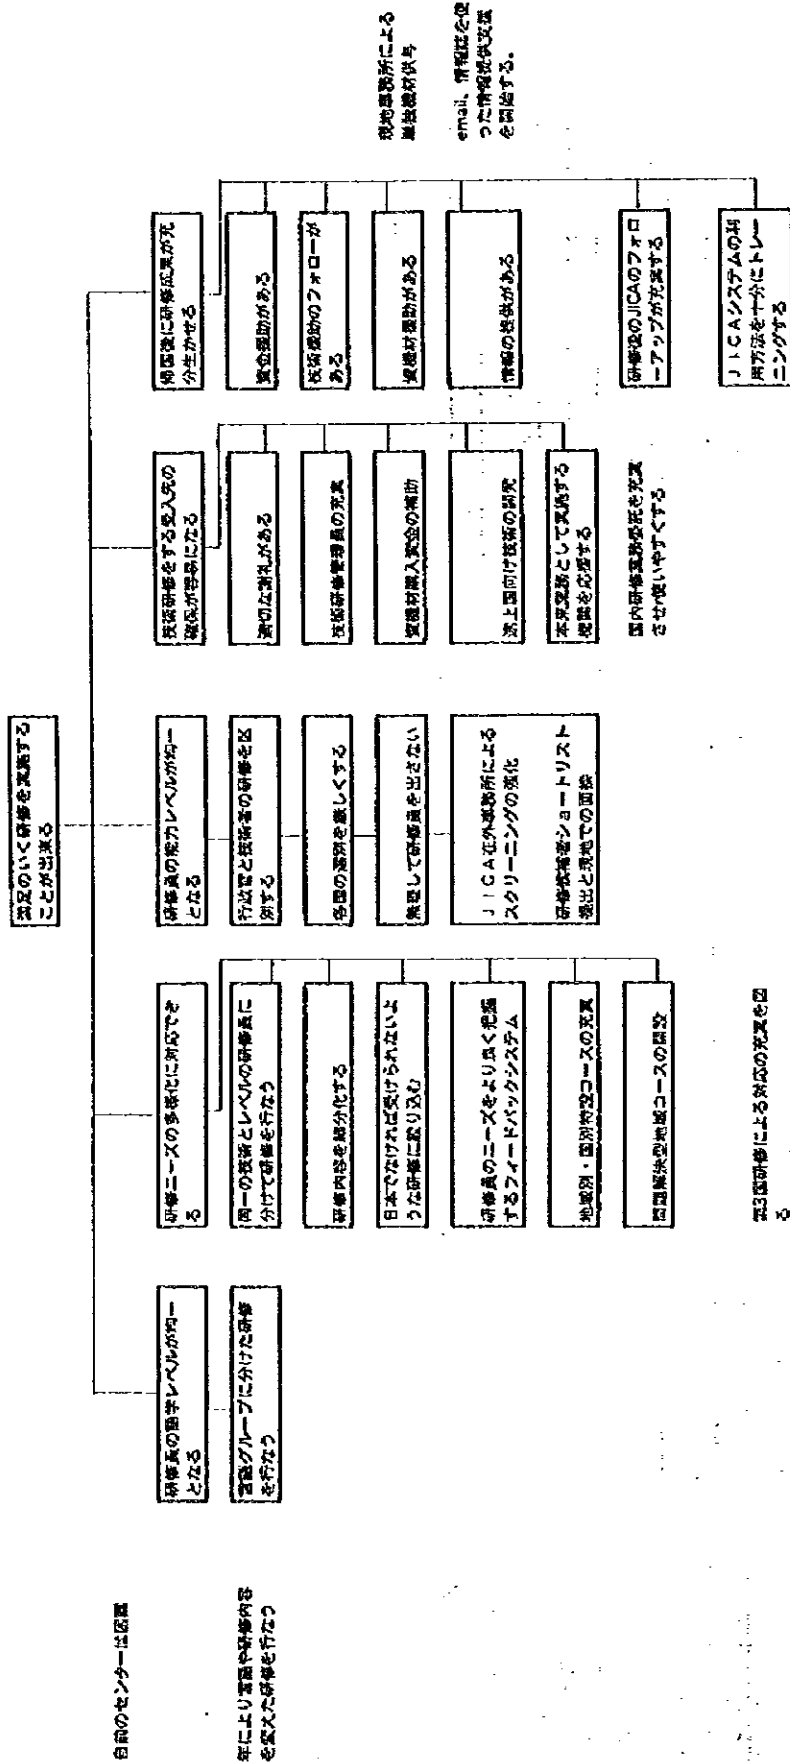 満足のいく研修を実施する
ことが出来る
自前のセンターは困難
年により言語や研修内容
を変えた研修を行なう
研修員の語学レベルが均一
となる
言語グループに分けた研修
を行なう
研修ニーズの多様化に対応でき
る
同一の技術とレベルの研修員に
分けて研修を行なう
研修内容を細分化する
日本でなければ受けられないよ
うな研修に絞り込む
研修員のニーズをより良く把握
するフィードバックシステム
地域別・国別特設コースの充実
問題解決型地域コースの開設
第3国研修による対応の充実を図
る
研修員の能力レベルが均一
となる
行政官と技術者の研修を区
別する
各国の選別を厳しくする
無理して研修員を出さない
JICA在外事務所による
スクリーニングの強化
研修候補者ショートリスト
提出と現地での面接
技術研修をする受入先の
確保が容易になる
適切な謝礼がある
技術研修管理員の充実
資機材購入資金の補助
途上国向け技術の研究
本来業務として実施する
機関を応援する
国内研修業務委託を充実
させ使いやすくする
帰国後に研修成果が充
分生かせる
資金援助がある
技術援助のフォローが
ある
資機材援助がある
情報の提供がある
研修後のJICAのフォロ
ーアップが充実する
JICAシステムの利
用方法を十分にトレー
ニングする
現地事務所による
単独機材供与
email、情報誌を使
った情報提供支援
を開始する。